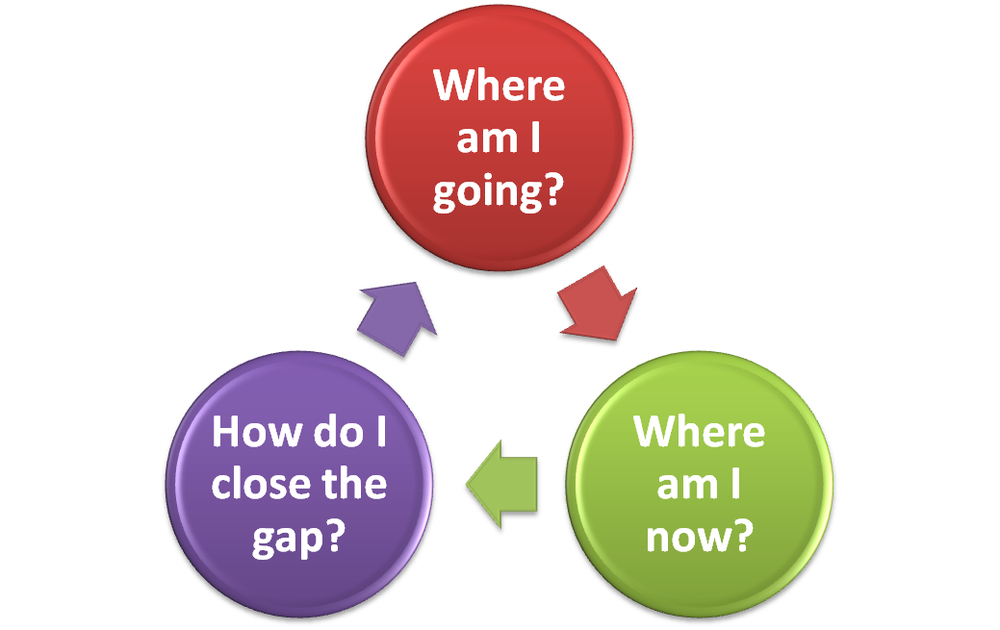 Where
am I
going?
Where
am I
now?
How do I
close the
gap?